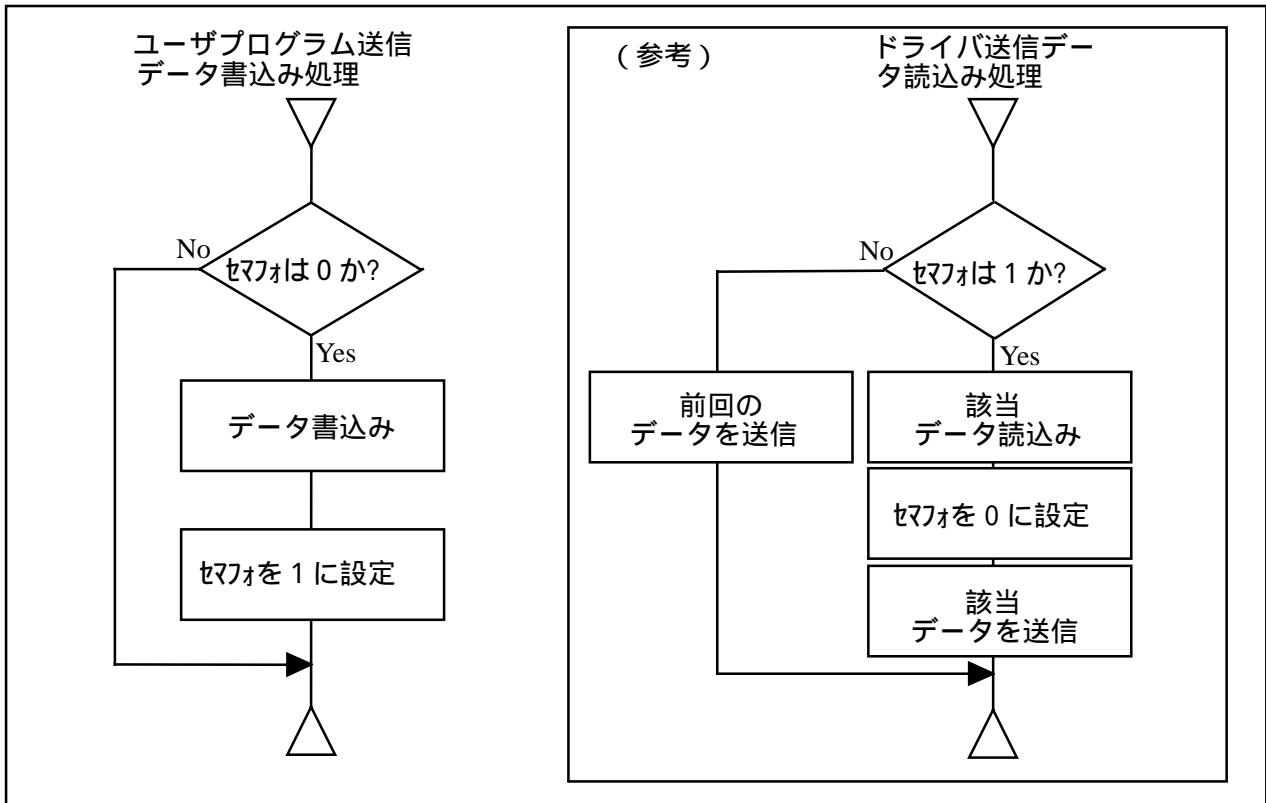 ユーザプログラム送信
データ書込み処理
No
ｾﾏﾌｫは 0 か?
Yes
データ書込み
ｾﾏﾌｫを 1 に設定
( 参考 )
ドライバ送信デー
タ読込み処理
No
ｾﾏﾌｫは 1 か?
Yes
前回の
データを送信
該当
データ読込み
ｾﾏﾌｫを 0 に設定
該当
データを送信